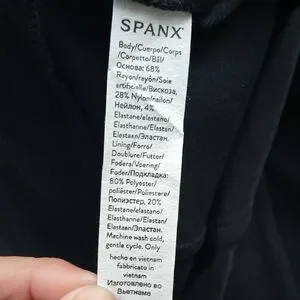 SPANX
Body/Cuerpo/Corps
/Corpetto/Bål/
Основа: 68%
Rayon/rayón/Soie
artificielle/Вискоза,
28% Nylon/nailon/
Нейлон, 4%
Elastane/elastano/
Elasthanne/Elastan/
Elastaan/Эластан.
Lining/Forro/
Doublure/Futter/
Fodera/Voering/
Foder/Подкладка:
80% Polyester/
poliéster/Polestere/
Полиэстер, 20%
Elastane/elastano/
Elasthanne/Elastan/
Elastaan/Эластан.
Machine wash cold,
gentle cycle. Only
hecho en vietnam
fabbricato in
vietnam
Изготовлено во
Вьетнаме